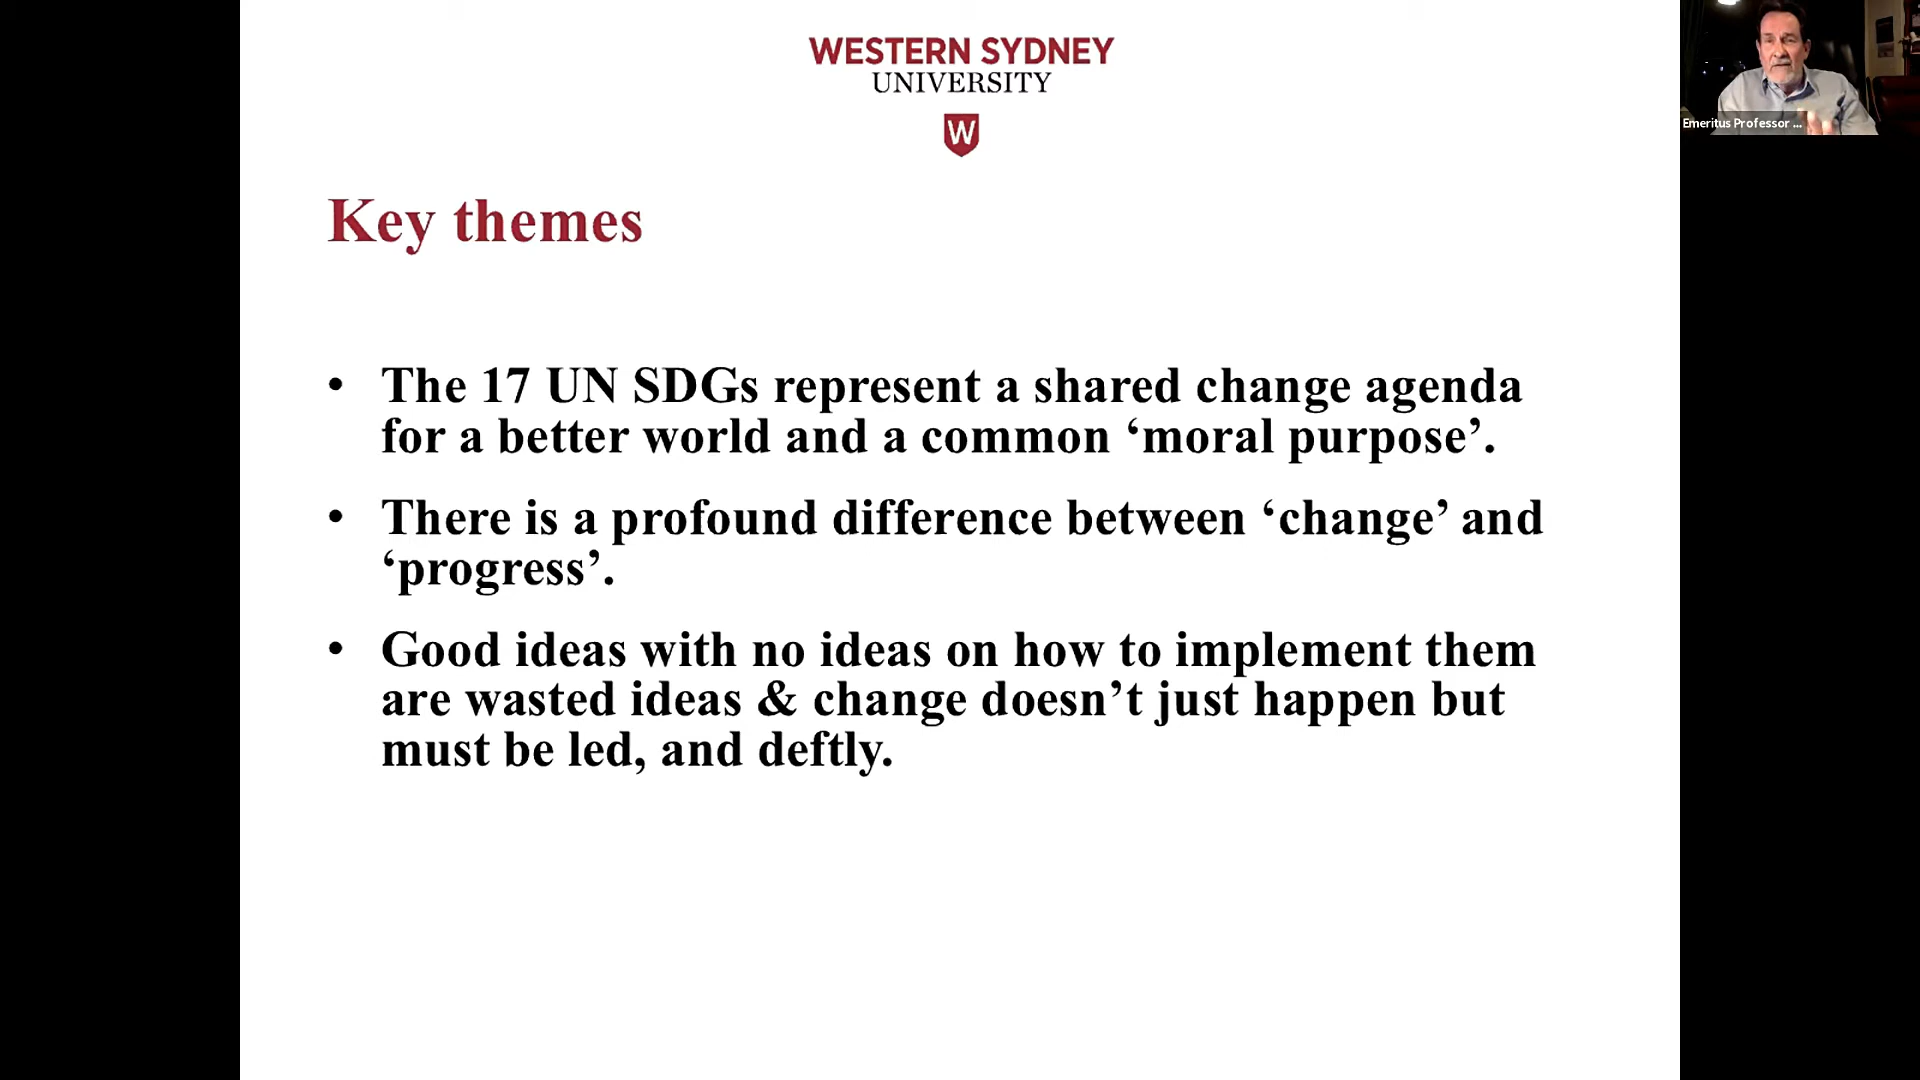 WESTERN SYDNEY
UNIVERSITY
W
Emeritus Professor ...
Key themes
• The 17 UN SDGs represent a shared change agenda
for a better world and a common ‘moral purpose’.
• There is a profound difference between ‘change’ and
‘progress’.
• Good ideas with no ideas on how to implement them
are wasted ideas & change doesn’t just happen but
must be led, and deftly.